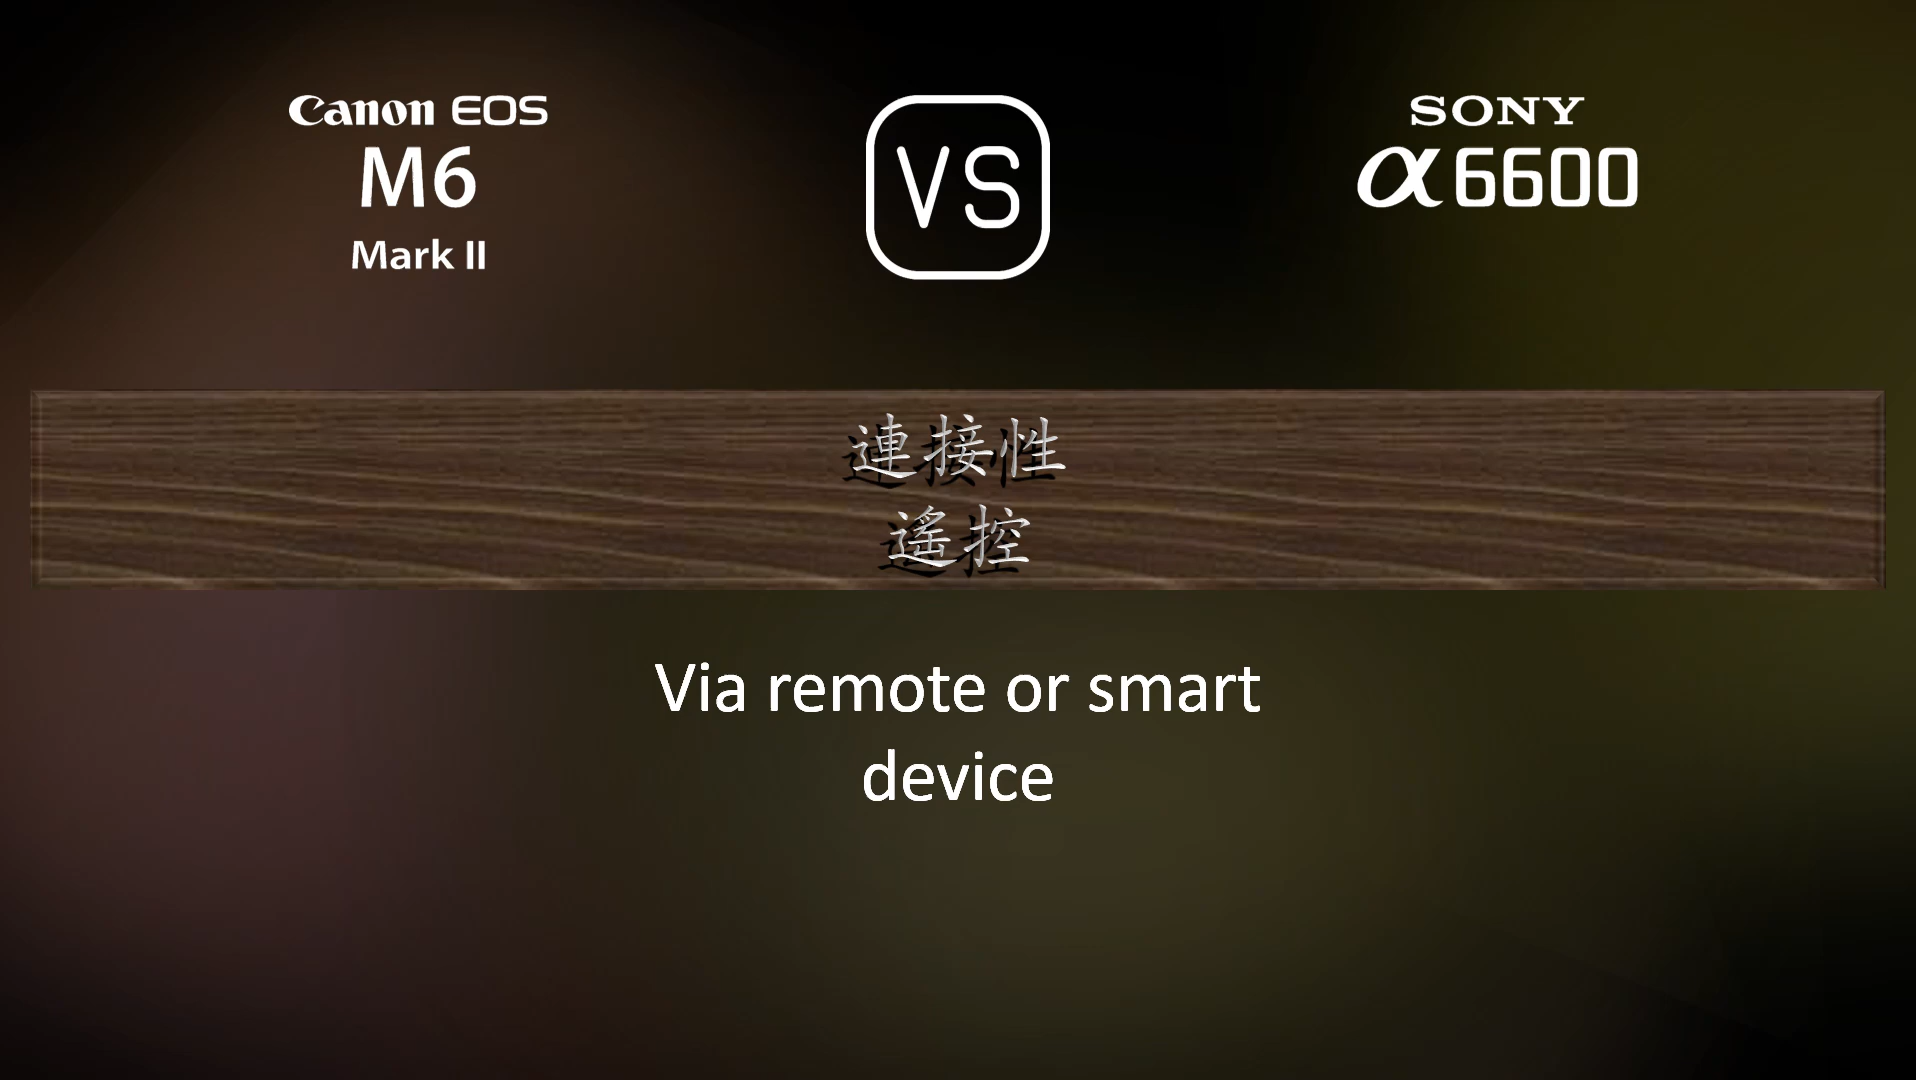 Canon EOS
M6
Mark II
VS
SONY
α6600
連接性
遙控
Via remote or smart
device